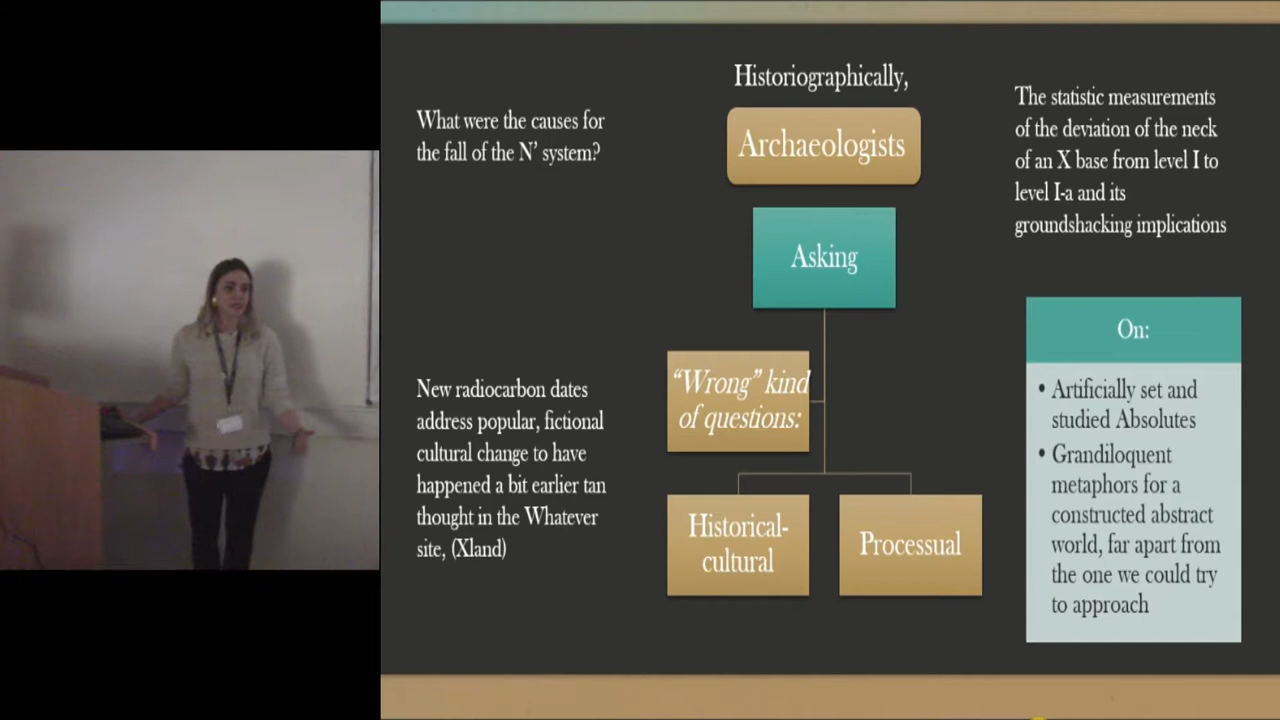 Historiographically,
Archaeologists
Asking
“Wrong” kind
of questions:
Historical-
cultural
Processual
What were the causes for
the fall of the N’ system?
New radiocarbon dates
address popular, fictional
cultural change to have
happened a bit earlier tan
thought in the Whatever
site, (Xland)
The statistic measurements
of the deviation of the neck
of an X base from level I to
level I-a and its
groundshacking implications
On:
• Artificially set and
studied Absolutes
• Grandiloquent
metaphors for a
constructed abstract
world, far apart from
the one we could try
to approach